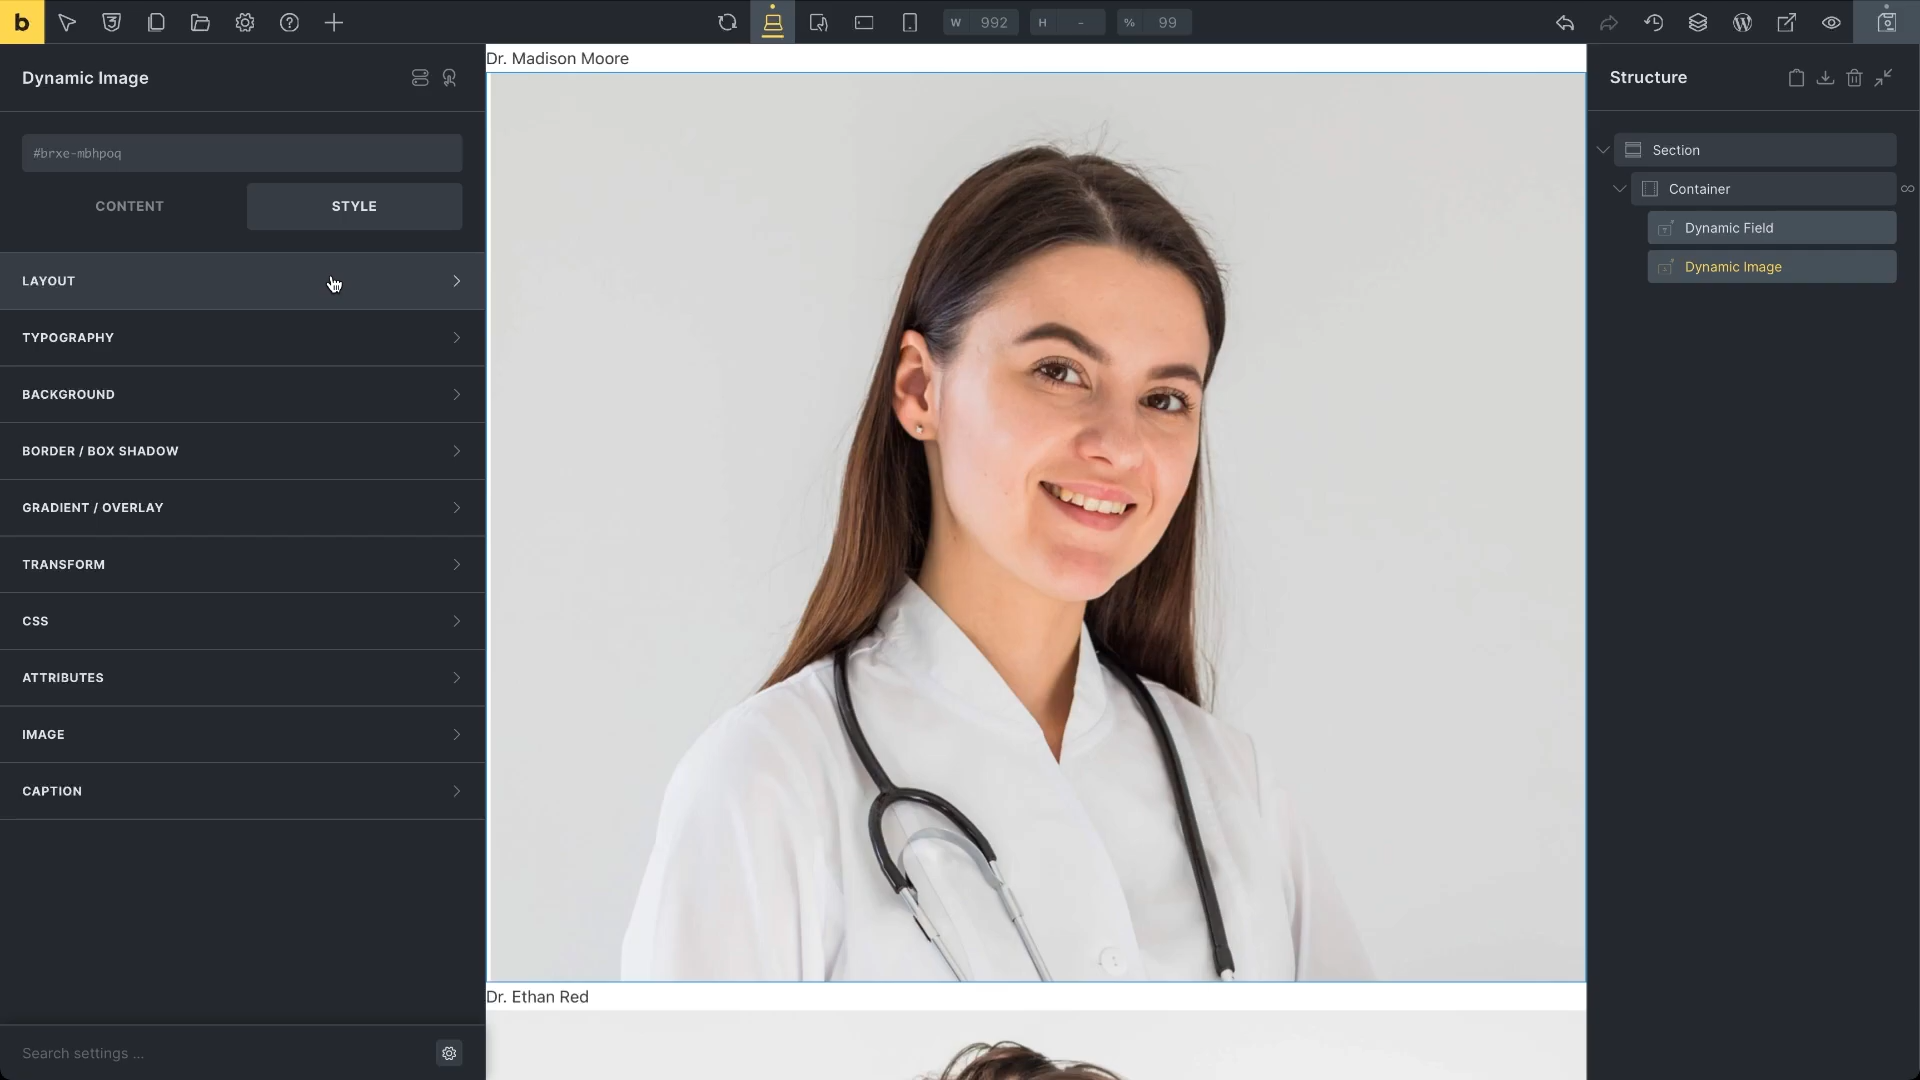 b
W 992 H - % 99
Dynamic Image
#brxe-mbhpoq
CONTENT STYLE
LAYOUT
TYPOGRAPHY
BACKGROUND
BORDER / BOX SHADOW
GRADIENT / OVERLAY
TRANSFORM
CSS
ATTRIBUTES
IMAGE
CAPTION
Search settings ...
Dr. Madison Moore
Dr. Ethan Red
Structure
Section
Container
Dynamic Field
Dynamic Image